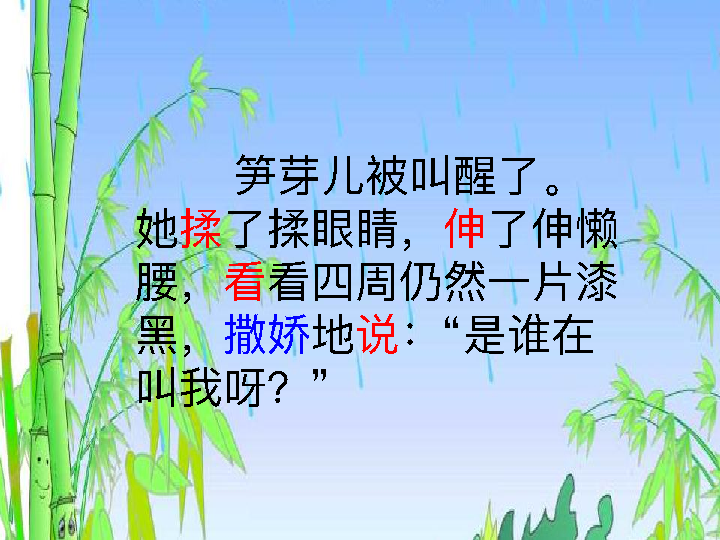 笋芽儿被叫醒了。
她揉了揉眼睛，伸了伸懒
腰，看看四周仍然一片漆
黑，撒娇地说：“是谁在
叫我呀？”